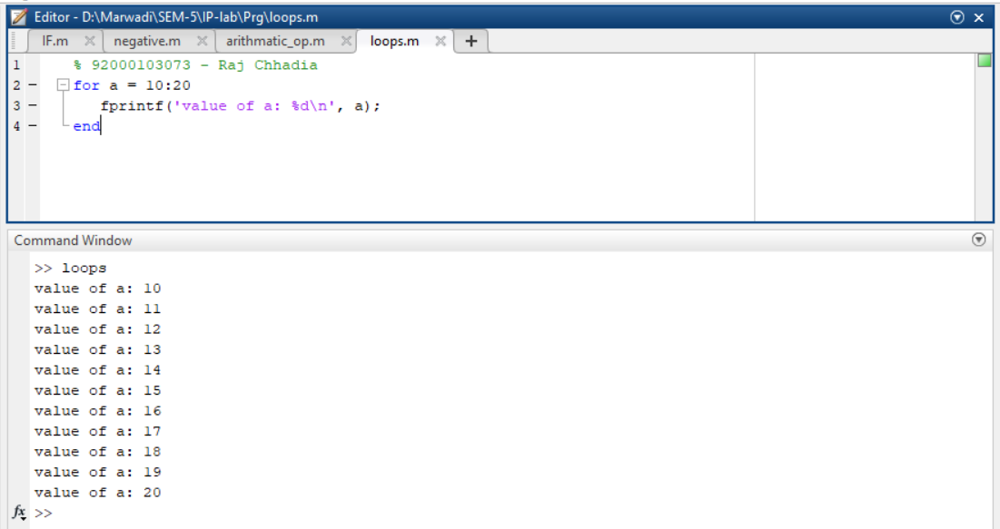 Editor - D:\Marwadi\SEM-5\IP-lab\Prg\loops.m
IF.m negative.m arithmatic_op.m loops.m +
1 % 92000103073 - Raj Chhadia
2 - for a = 10:20
3 - fprintf('value of a: %d\n', a);
4 - end
Command Window
>> loops
value of a: 10
value of a: 11
value of a: 12
value of a: 13
value of a: 14
value of a: 15
value of a: 16
value of a: 17
value of a: 18
value of a: 19
value of a: 20
fx >>